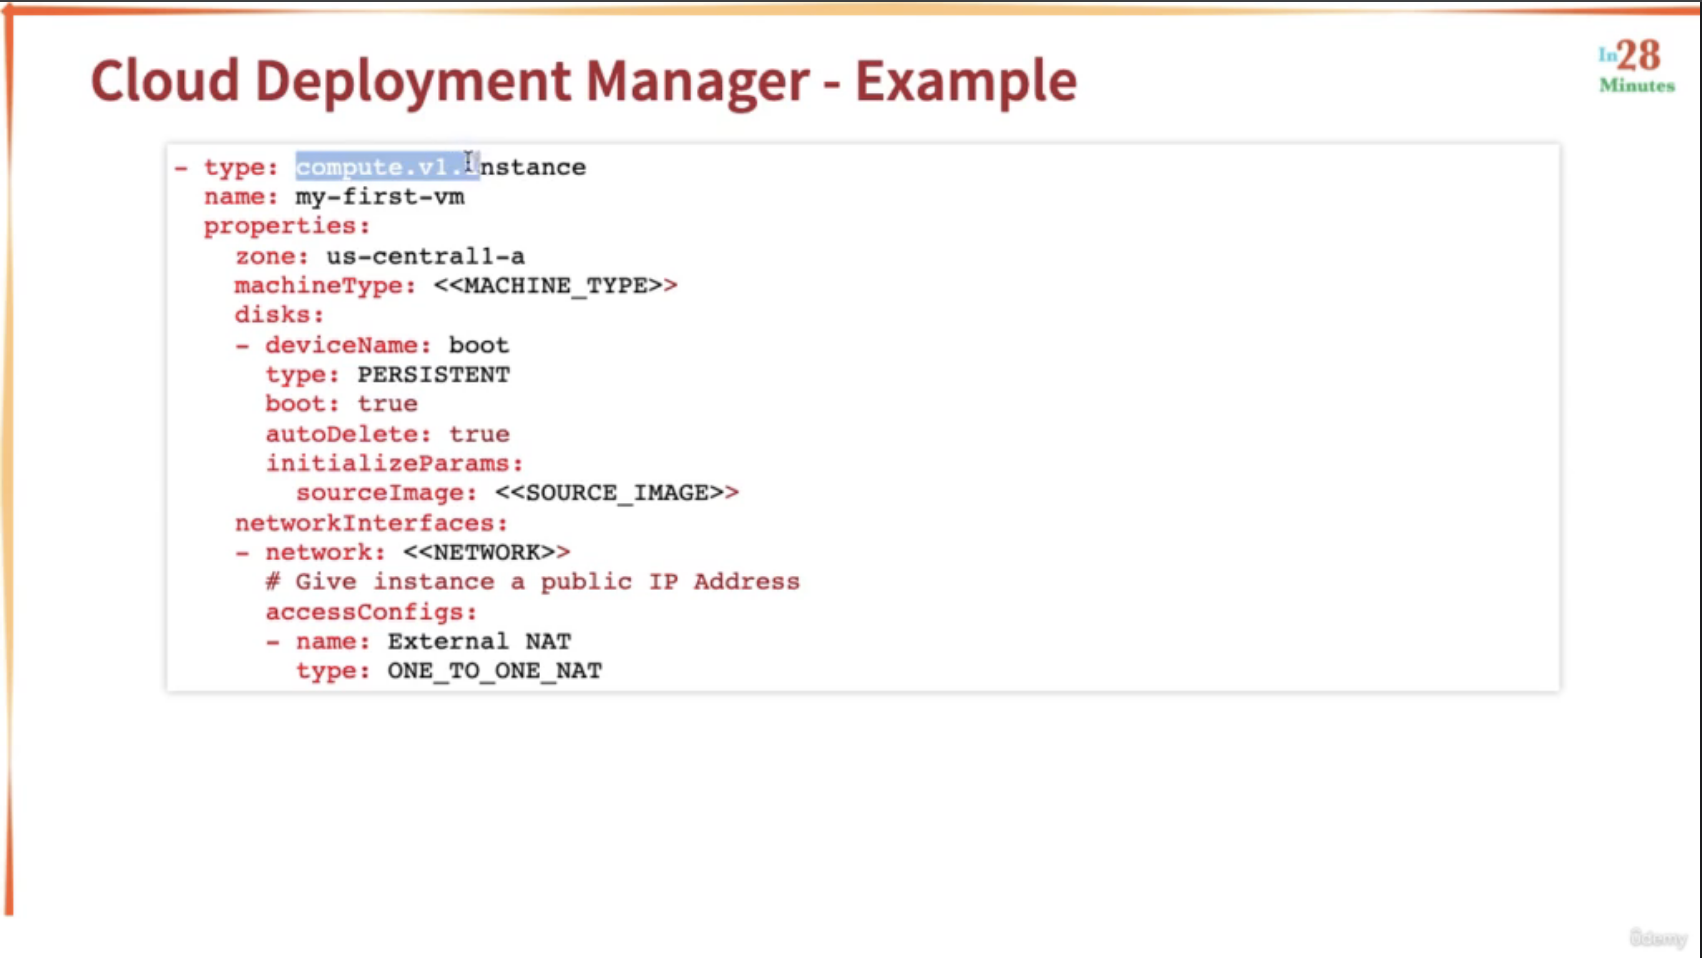 Cloud Deployment Manager - Example
In28
Minutes
- type: compute.v1.instance
  name: my-first-vm
  properties:
    zone: us-central1-a
    machineType: <<MACHINE_TYPE>>
    disks:
    - deviceName: boot
      type: PERSISTENT
      boot: true
      autoDelete: true
      initializeParams:
        sourceImage: <<SOURCE_IMAGE>>
    networkInterfaces:
    - network: <<NETWORK>>
      # Give instance a public IP Address
      accessConfigs:
      - name: External NAT
        type: ONE_TO_ONE_NAT
ûdemy